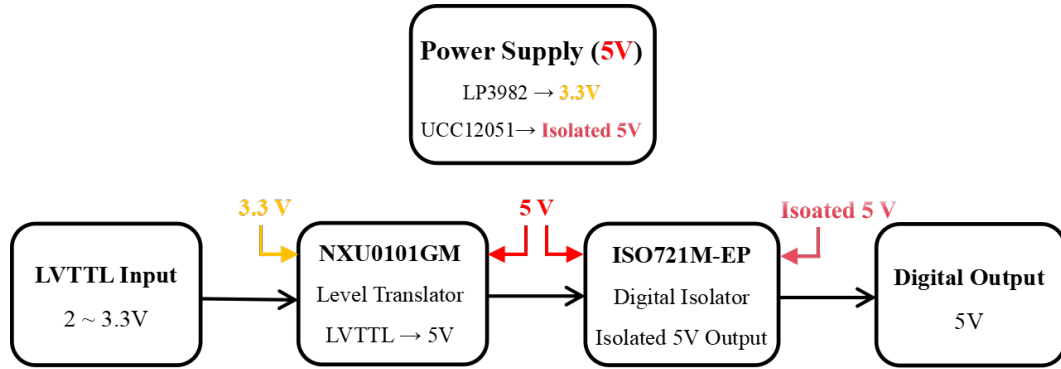 Power Supply (5V)
LP3982 → 3.3V
UCC12051→ Isolated 5V
3.3 V
5 V
Isoated 5 V
LVTTL Input
2 ~ 3.3V
NXU0101GM
Level Translator
LVTTL → 5V
ISO721M-EP
Digital Isolator
Isolated 5V Output
Digital Output
5V